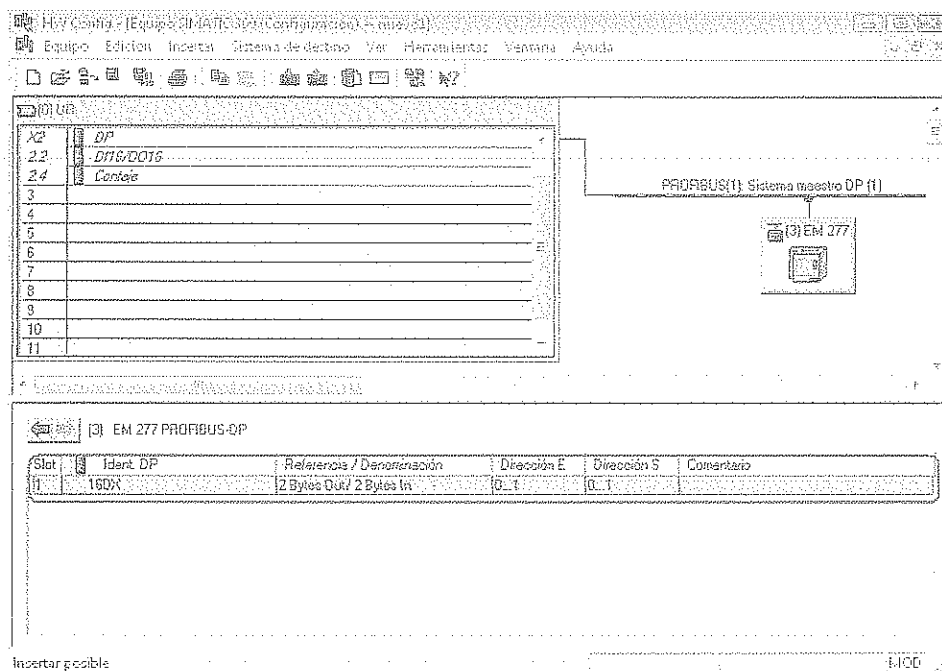 HW Config - [Equipo SIMATIC 300 (Configuración) --
Equipo Edición Insertar Sistema de destino Ver Herramientas Ventana Ayuda
(0) UR
X2 DP
2.2 DI16/DO16
2.4 Contaje
3
4
5
6
7
8
9
10
11
PROFIBUS(1): Sistema maestro DP (1)
(3) EM 277
(3) EM 277 PROFIBUS-DP
Slot Ident. DP Referencia / Denominación Dirección E Dirección S Comentario
1 16DX 2 Bytes Out/ 2 Bytes In 0...1 0...1
Insertar posible MOD